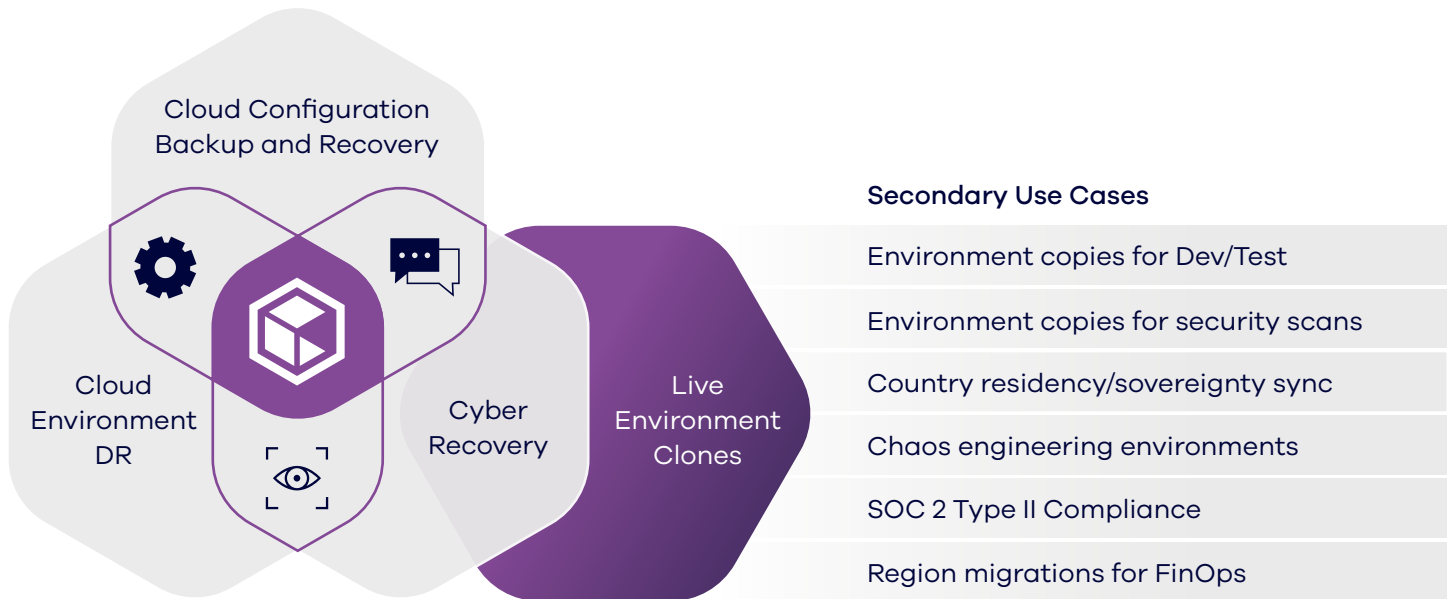 Cloud Configuration
Backup and Recovery
Cloud
Environment
DR
Cyber
Recovery
Live
Environment
Clones
Secondary Use Cases
Environment copies for Dev/Test
Environment copies for security scans
Country residency/sovereignty sync
Chaos engineering environments
SOC 2 Type II Compliance
Region migrations for FinOps